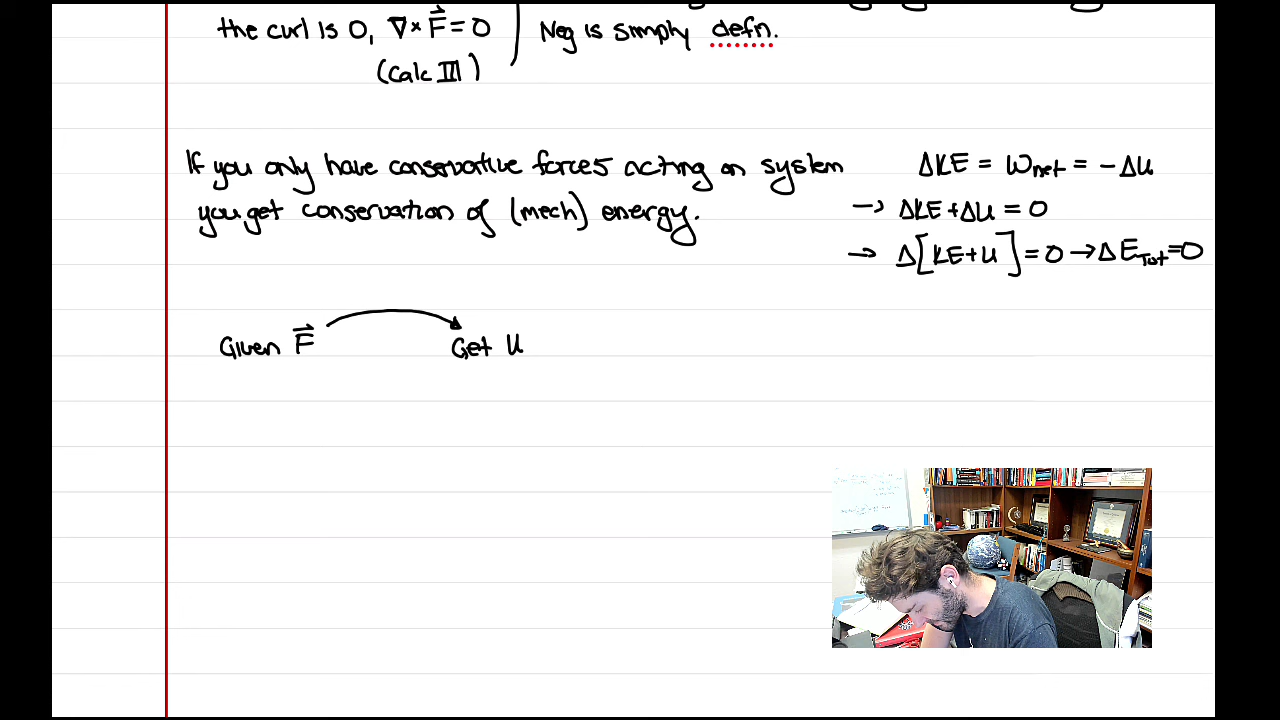 the curl is 0, ∇×F⃗ = 0
(Calc III)
Neg is simply defn.
If you only have conservative forces acting on system
you get conservation of (mech) energy.
ΔKE = Wnet = -ΔU
→ ΔKE + ΔU = 0
→ Δ[KE+U] = 0 → ΔE_Tot = 0
Given F⃗
Get U